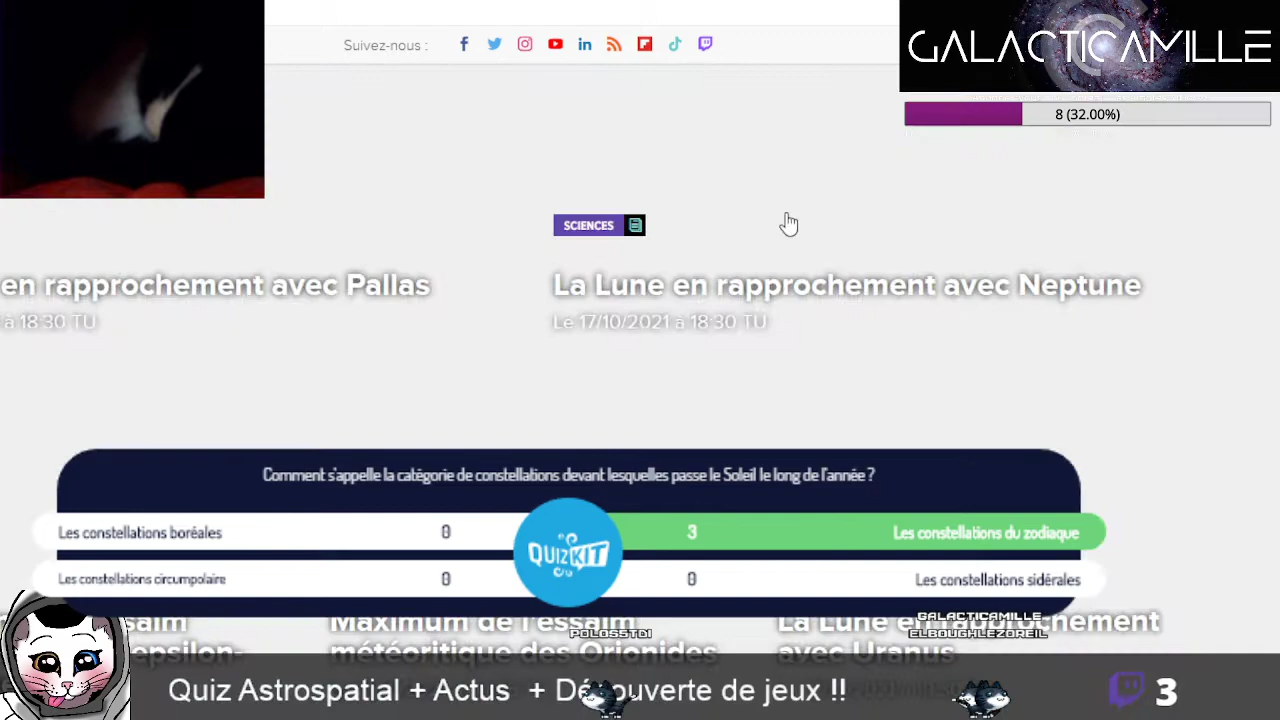 Suivez-nous :
GALACTICAMILLE
8 (32.00%)
SCIENCES
en rapprochement avec Pallas
à 18:30 TU
La Lune en rapprochement avec Neptune
Le 17/10/2021 à 18:30 TU
Comment s'appelle la catégorie de constellations devant lesquelles passe le Soleil le long de l'année ?
Les constellations boréales 0
3 Les constellations du zodiaque
QUIZKIT
Les constellations circumpolaire 0
0 Les constellations sidérales
epsilon-
Maximum de l'essaim
météoritique des Orionides
La Lune en rapprochement
avec Uranus
POLOSSTDI
GALACTICAMILLE
ELBOUGHLEZOREIL
Quiz Astrospatial + Actus + Découverte de jeux !!
3